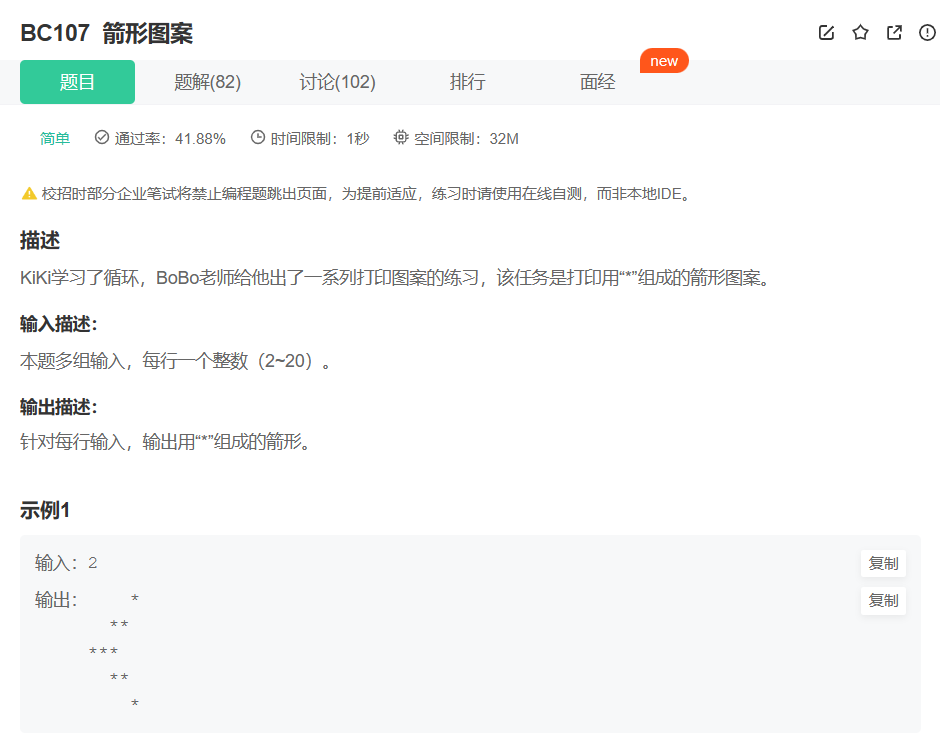 BC107 箭形图案
new
题目 题解(82) 讨论(102) 排行 面经
简单 通过率：41.88% 时间限制：1秒 空间限制：32M
校招时部分企业笔试将禁止编程题跳出页面，为提前适应，练习时请使用在线自测，而非本地IDE。
描述
KiKi学习了循环，BoBo老师给他出了一系列打印图案的练习，该任务是打印用“*”组成的箭形图案。
输入描述：
本题多组输入，每行一个整数（2~20）。
输出描述：
针对每行输入，输出用“*”组成的箭形。
示例1
输入：2 复制
输出：    * 复制
  **
***
  **
    *